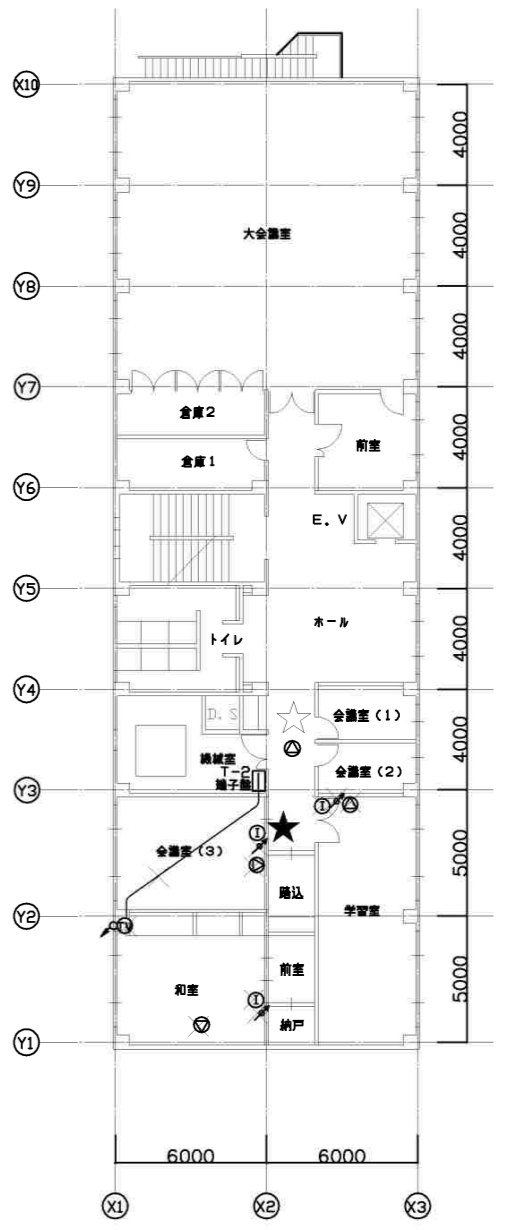 X10
4000
Y9
大会議室
4000
Y8
4000
Y7
倉庫2
4000
前室
倉庫1
Y6
E．V
4000
Y5
ホール
トイレ
4000
Y4
D.S
会議室（1）
4000
機械室
T-2
端子盤
会議室（2）
Y3
I
I
会議室（3）
5000
踏込
学習室
Y2
TV
前室
和室
5000
I
納戸
Y1
6000
6000
X1
X2
X3